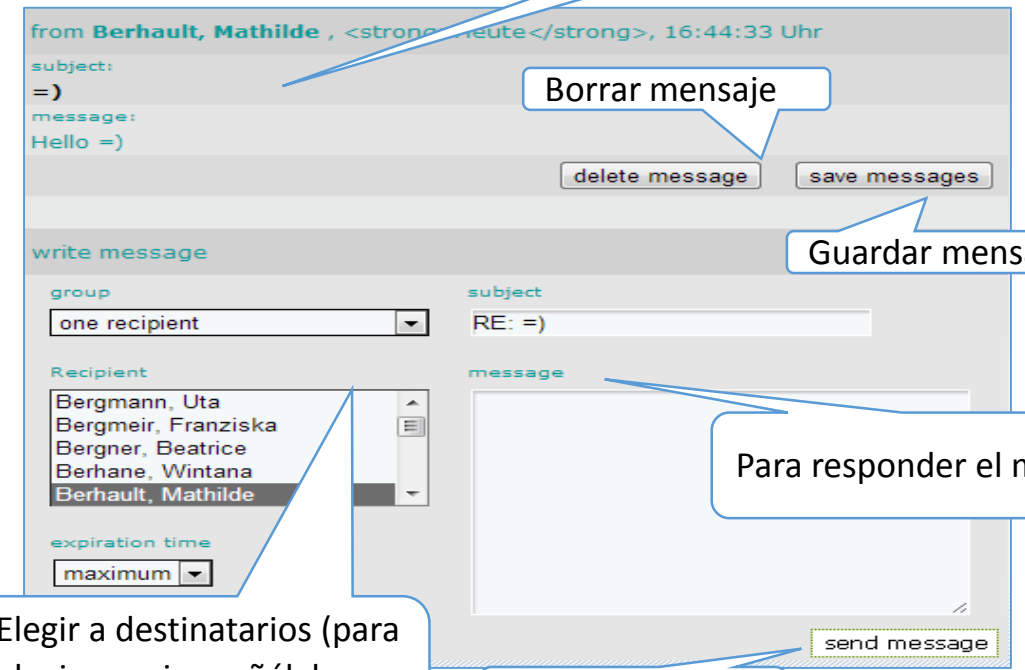 from Berhault, Mathilde , <strong>heute</strong>, 16:44:33 Uhr
subject:
=)
Borrar mensaje
message:
Hello =)
delete message save messages
write message
Guardar
group subject
one recipient RE: =)
Recipient message
Bergmann, Uta
Bergmeir, Franziska
Bergner, Beatrice
Berhane, Wintana
Berhault, Mathilde
Para responder el
expiration time
maximum
Elegir a destinatarios (para
send message